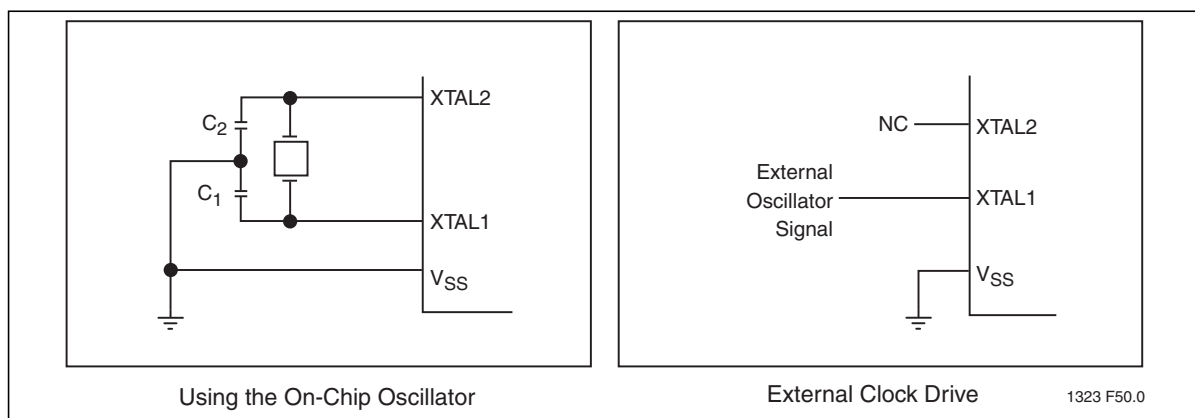 XTAL2
C2
C1
XTAL1
VSS
Using the On-Chip Oscillator
NC
XTAL2
External
Oscillator
Signal
XTAL1
VSS
External Clock Drive
1323 F50.0